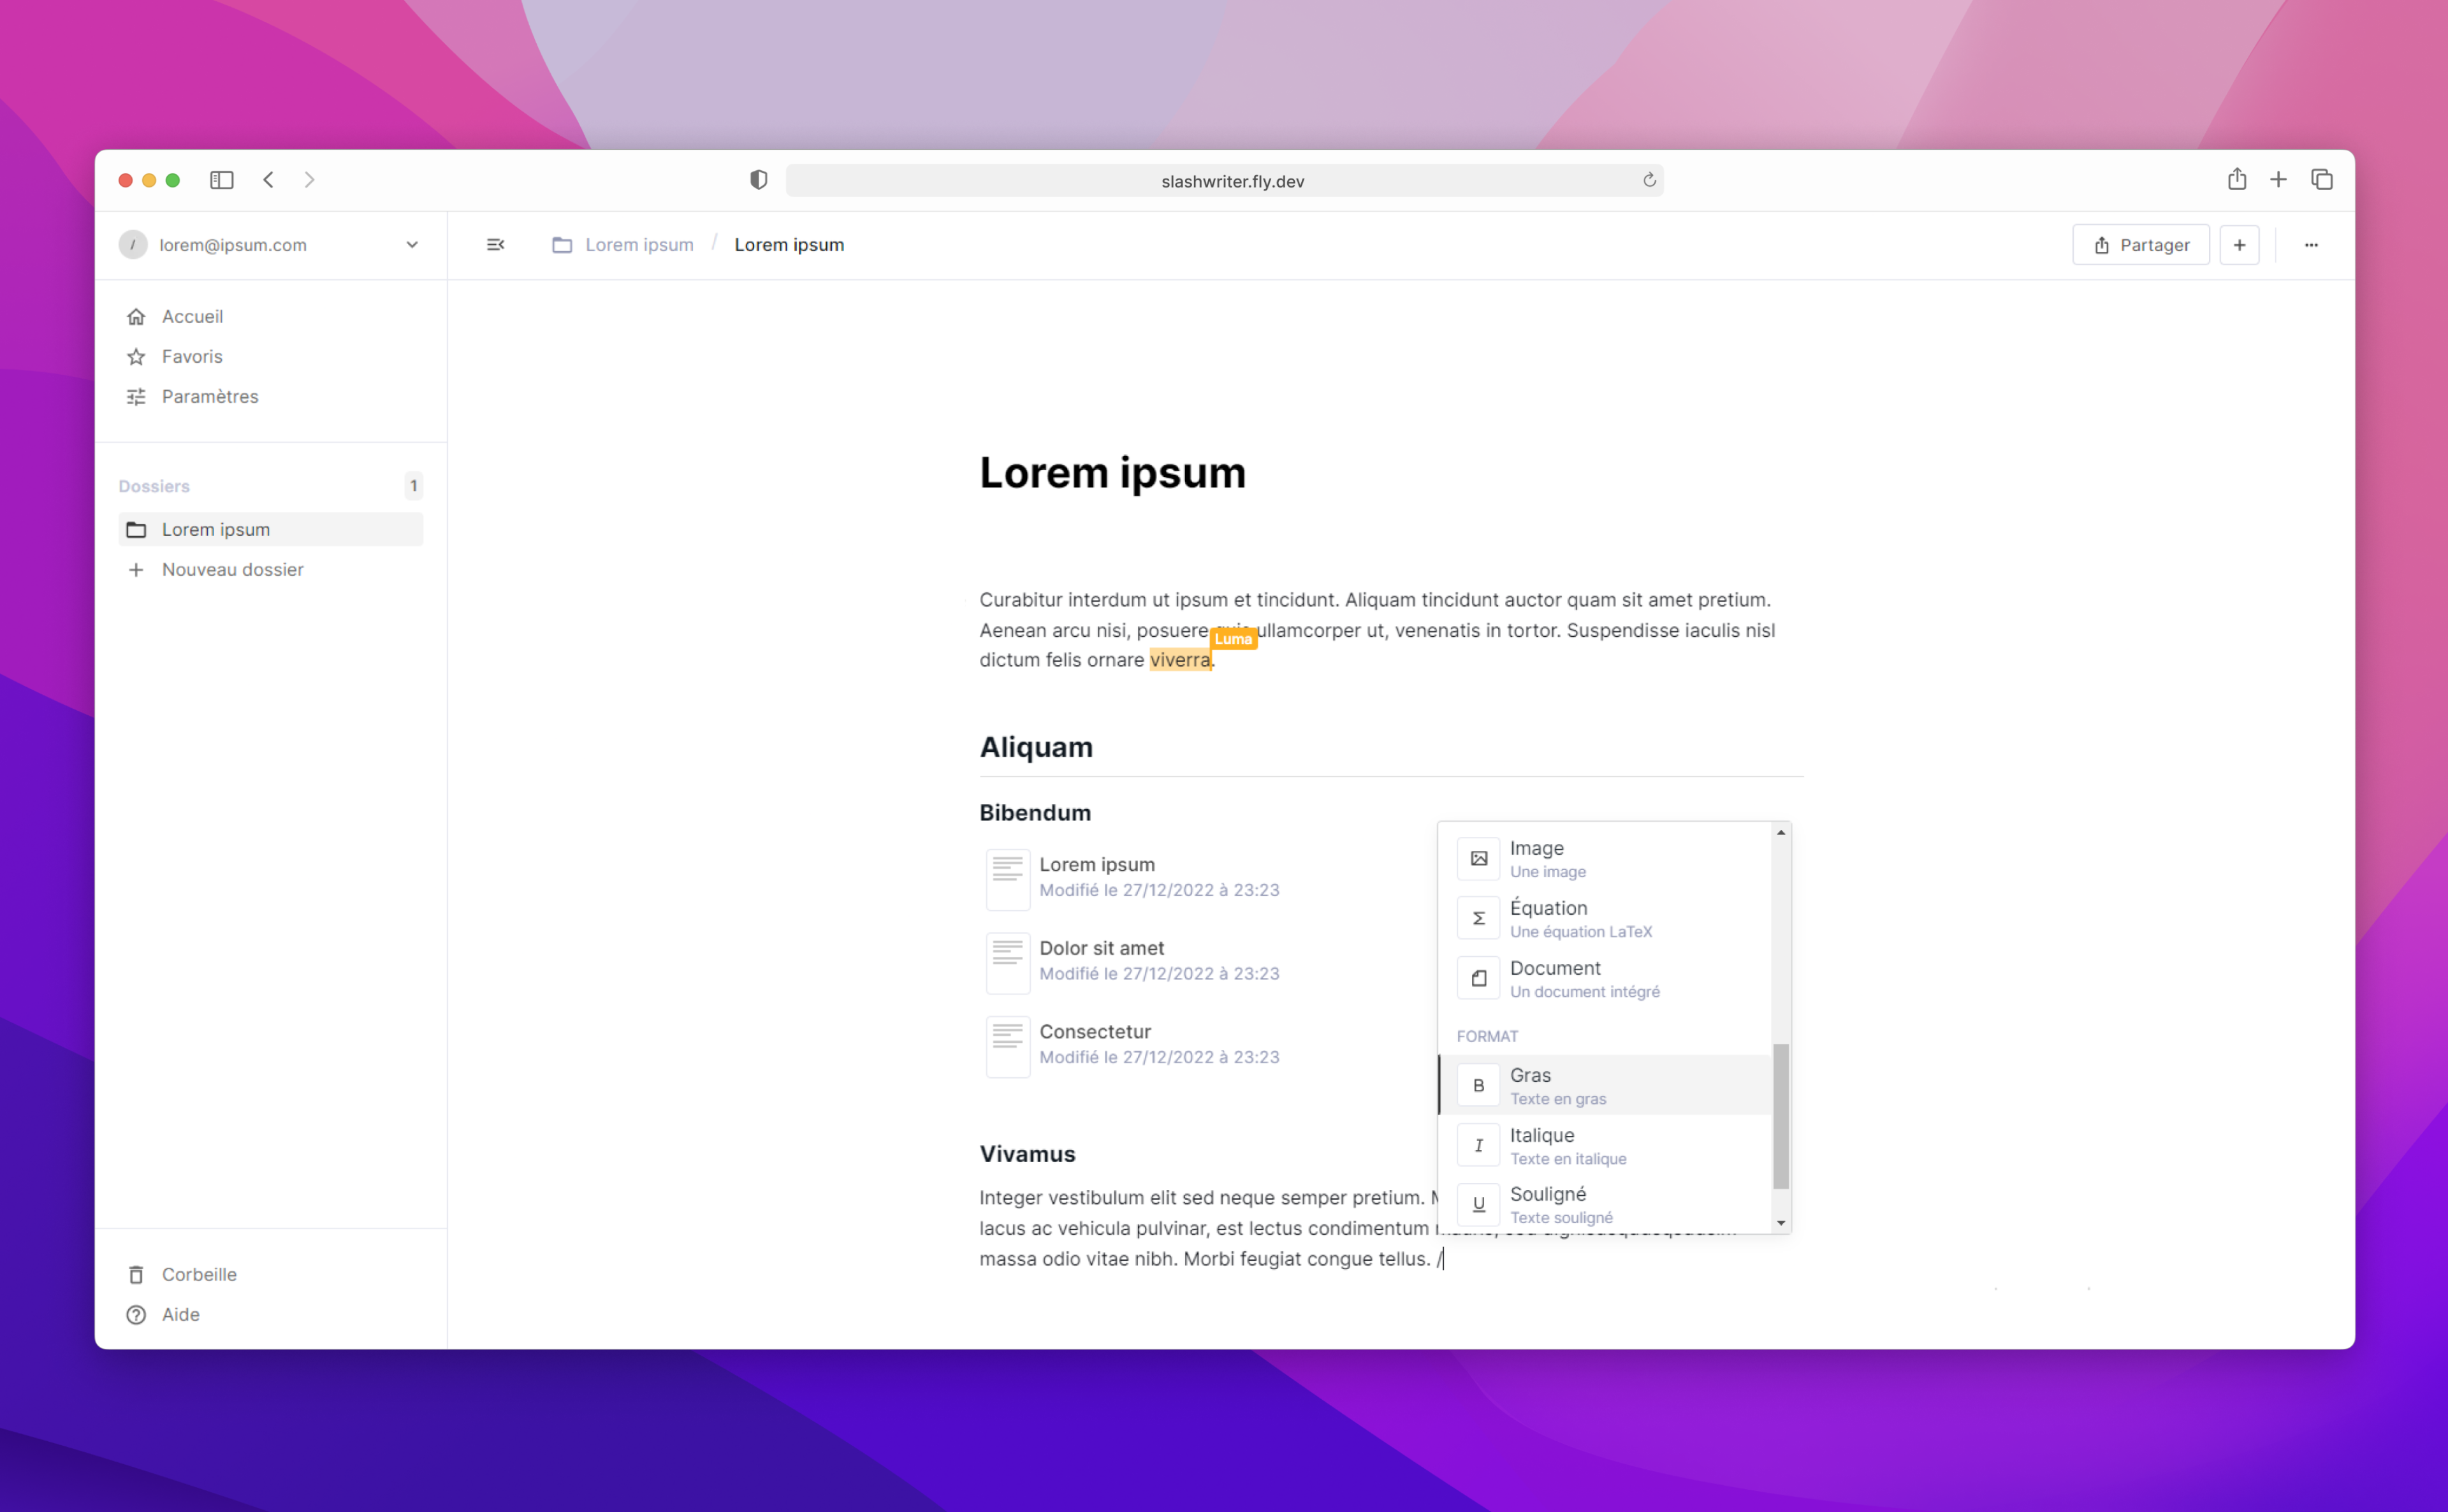 slashwriter.fly.dev
/ lorem@ipsum.com
Lorem ipsum / Lorem ipsum
Partager
Accueil
Favoris
Paramètres
Dossiers 1
Lorem ipsum
Nouveau dossier
Corbeille
Aide
Lorem ipsum
Curabitur interdum ut ipsum et tincidunt. Aliquam tincidunt auctor quam sit amet pretium.
Aenean arcu nisi, posuere ullamcorper ut, venenatis in tortor. Suspendisse iaculis nisl
Luma
dictum felis ornare viverra.
Aliquam
Bibendum
Lorem ipsum
Modifié le 27/12/2022 à 23:23
Dolor sit amet
Modifié le 27/12/2022 à 23:23
Consectetur
Modifié le 27/12/2022 à 23:23
Vivamus
Integer vestibulum elit sed neque semper pretium.
lacus ac vehicula pulvinar, est lectus condimentum
massa odio vitae nibh. Morbi feugiat congue tellus. /
Image
Une image
Σ
Équation
Une équation LaTeX
Document
Un document intégré
FORMAT
B
Gras
Texte en gras
I
Italique
Texte en italique
U
Souligné
Texte souligné